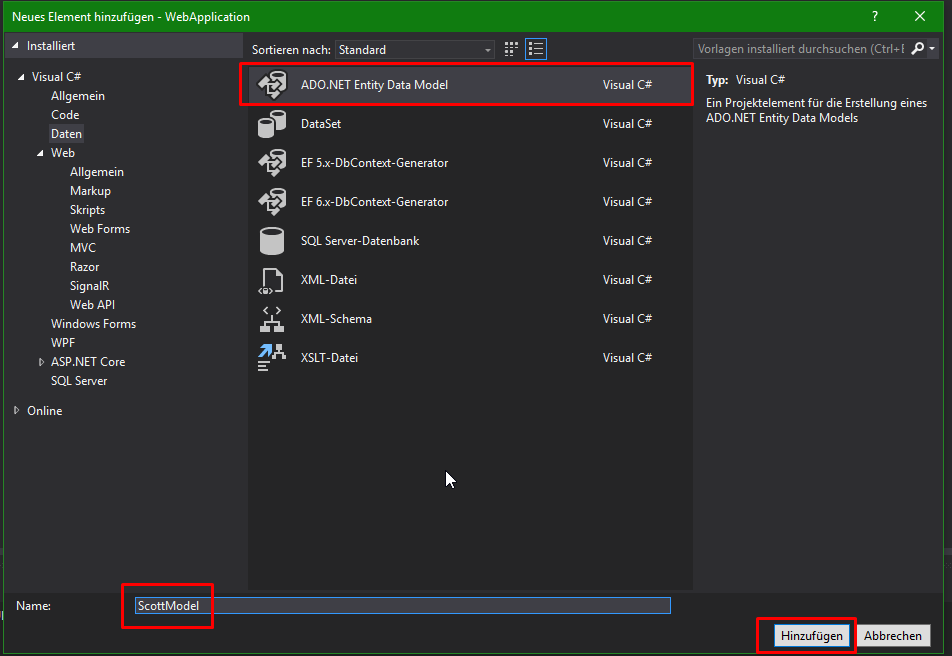 Neues Element hinzufügen - WebApplication
?
Installiert
Sortieren nach: Standard
Vorlagen installiert durchsuchen (Ctrl+E
Visual C#
Allgemein
Code
Daten
Web
Allgemein
Markup
Skripts
Web Forms
MVC
Razor
SignalR
Web API
Windows Forms
WPF
ASP.NET Core
SQL Server
Online
ADO.NET Entity Data Model Visual C#
DataSet Visual C#
EF 5.x-DbContext-Generator Visual C#
EF 6.x-DbContext-Generator Visual C#
SQL Server-Datenbank Visual C#
XML-Datei Visual C#
XML-Schema Visual C#
XSLT-Datei Visual C#
Typ: Visual C#
Ein Projektelement für die Erstellung eines
ADO.NET Entity Data Models
Name: ScottModel
Hinzufügen Abbrechen